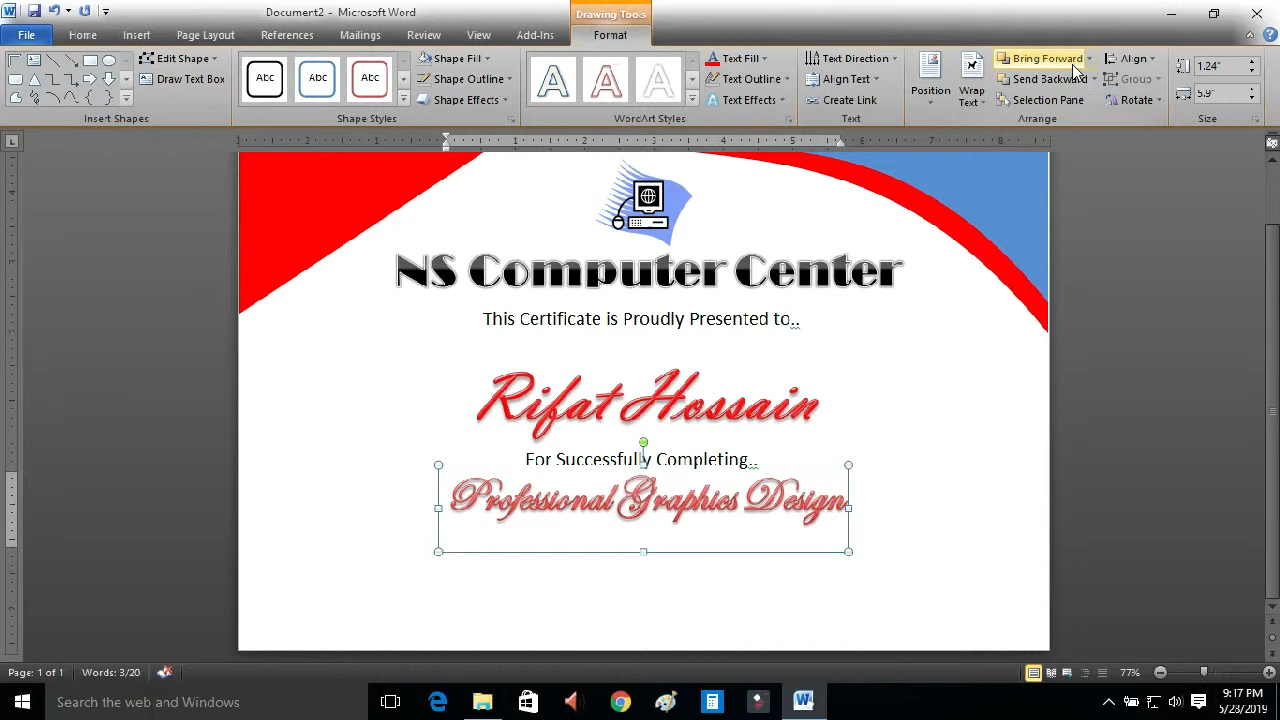 Document2 - Microsoft Word
Drawing Tools
File Home Insert Page Layout References Mailings Review View Add-Ins Format
Edit Shape
Draw Text Box
Insert Shapes
Abc Abc Abc
Shape Fill
Shape Outline
Shape Effects
Shape Styles
A A A
Text Fill
Text Outline
Text Effects
WordArt Styles
Text Direction
Align Text
Create Link
Text
Position
Wrap Text
Bring Forward
Send Backward
Selection Pane
Align
Group
Rotate
Arrange
1.24"
5.9"
Size
NS Computer Center
This Certificate is Proudly Presented to..
Rifat Hossain
For Successfully Completing..
Professional Graphics Design
Page: 1 of 1 Words: 3/20 77%
Search the web and Windows
9:17 PM
5/28/2019